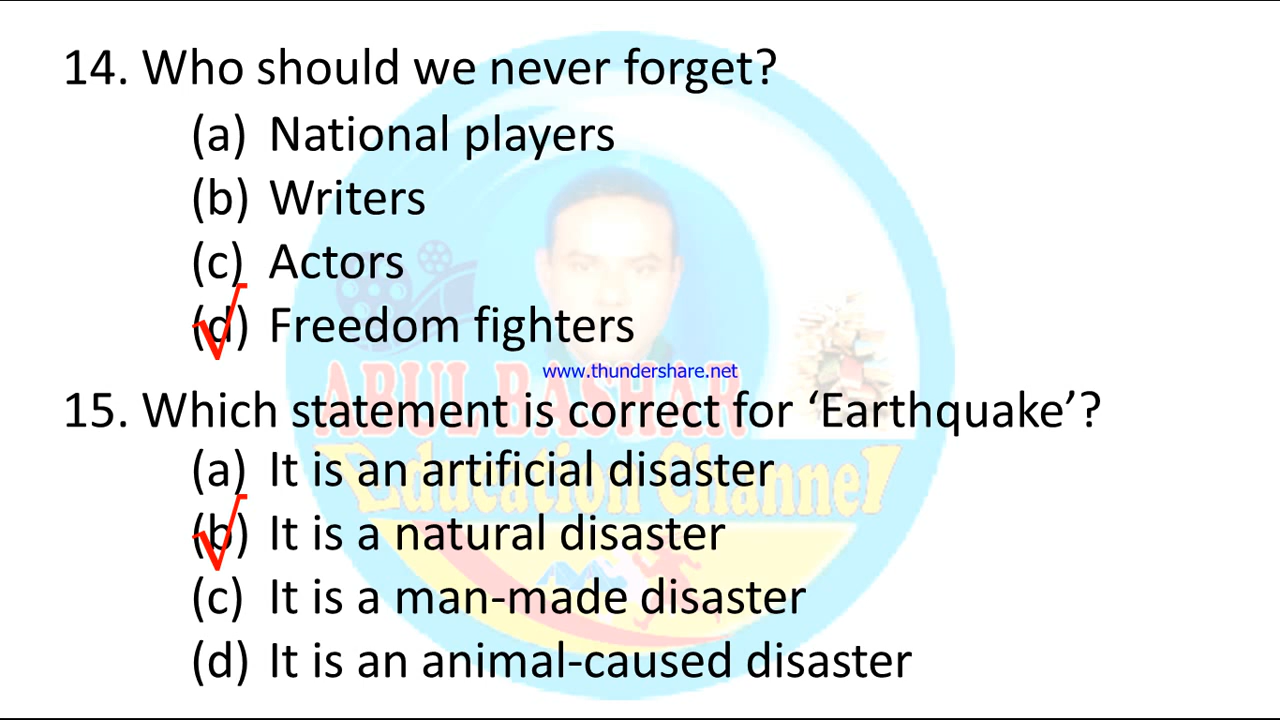 14. Who should we never forget?
(a) National players
(b) Writers
(c) Actors
(d) Freedom fighters
www.thundershare.net
ABUL BASHAR
15. Which statement is correct for ‘Earthquake’?
(a) It is an artificial disaster
Education Channel
(b) It is a natural disaster
(c) It is a man-made disaster
(d) It is an animal-caused disaster